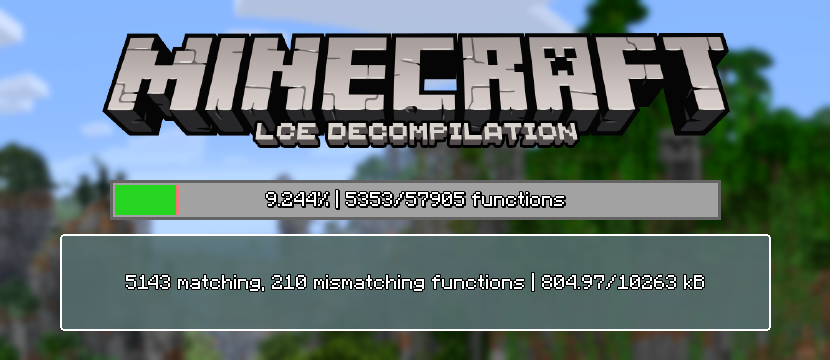 MINECRAFT
LCE DECOMPILATION
9.244% | 5353/57905 functions
5143 matching, 210 mismatching functions | 804.97/10263 kB